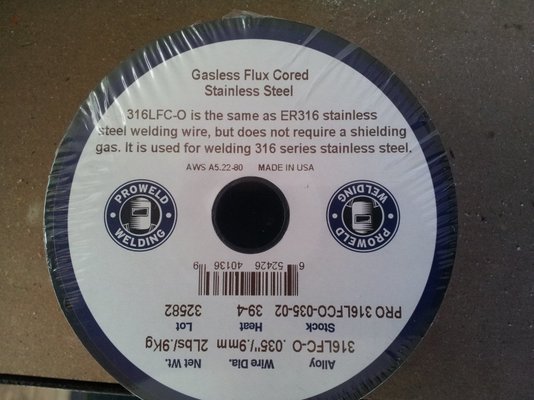 Gasless Flux Cored
Stainless Steel
316LFC-O is the same as ER316 stainless
steel welding wire, but does not require a shielding
gas. It is used for welding 316 series stainless steel.
AWS A5.22-80 MADE IN USA
PROWELD
WELDING
PROWELD
WELDING
Alloy Wire Dia. Net Wt.
316LFC-O .035"/.9mm 2Lbs/.9Kg
Stock Heat Lot
PRO 316LFCO-035-02 39-4 32582
6 52426 40136 9